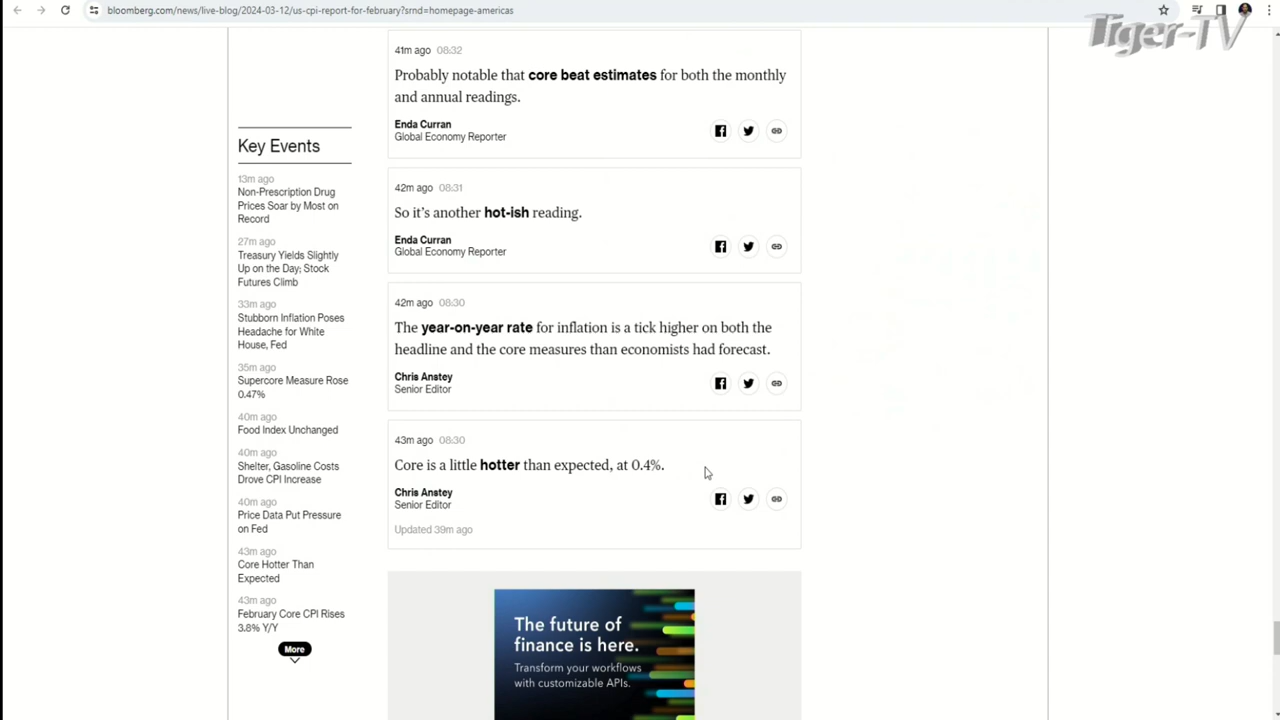 bloomberg.com/news/live-blog/2024-03-12/us-cpi-report-for-february?srnd=homepage-americas
Tiger-TV
Key Events
13m ago
Non-Prescription Drug
Prices Soar by Most on
Record
27m ago
Treasury Yields Slightly
Up on the Day; Stock
Futures Climb
33m ago
Stubborn Inflation Poses
Headache for White
House, Fed
35m ago
Supercore Measure Rose
0.47%
40m ago
Food Index Unchanged
40m ago
Shelter, Gasoline Costs
Drove CPI Increase
40m ago
Price Data Put Pressure
on Fed
43m ago
Core Hotter Than
Expected
43m ago
February Core CPI Rises
3.8% Y/Y
More
41m ago 08:32
Probably notable that core beat estimates for both the monthly
and annual readings.
Enda Curran
Global Economy Reporter
42m ago 08:31
So it's another hot-ish reading.
Enda Curran
Global Economy Reporter
42m ago 08:30
The year-on-year rate for inflation is a tick higher on both the
headline and the core measures than economists had forecast.
Chris Anstey
Senior Editor
43m ago 08:30
Core is a little hotter than expected, at 0.4%.
Chris Anstey
Senior Editor
Updated 39m ago
The future of
finance is here.
Transform your workflows
with customizable APIs.